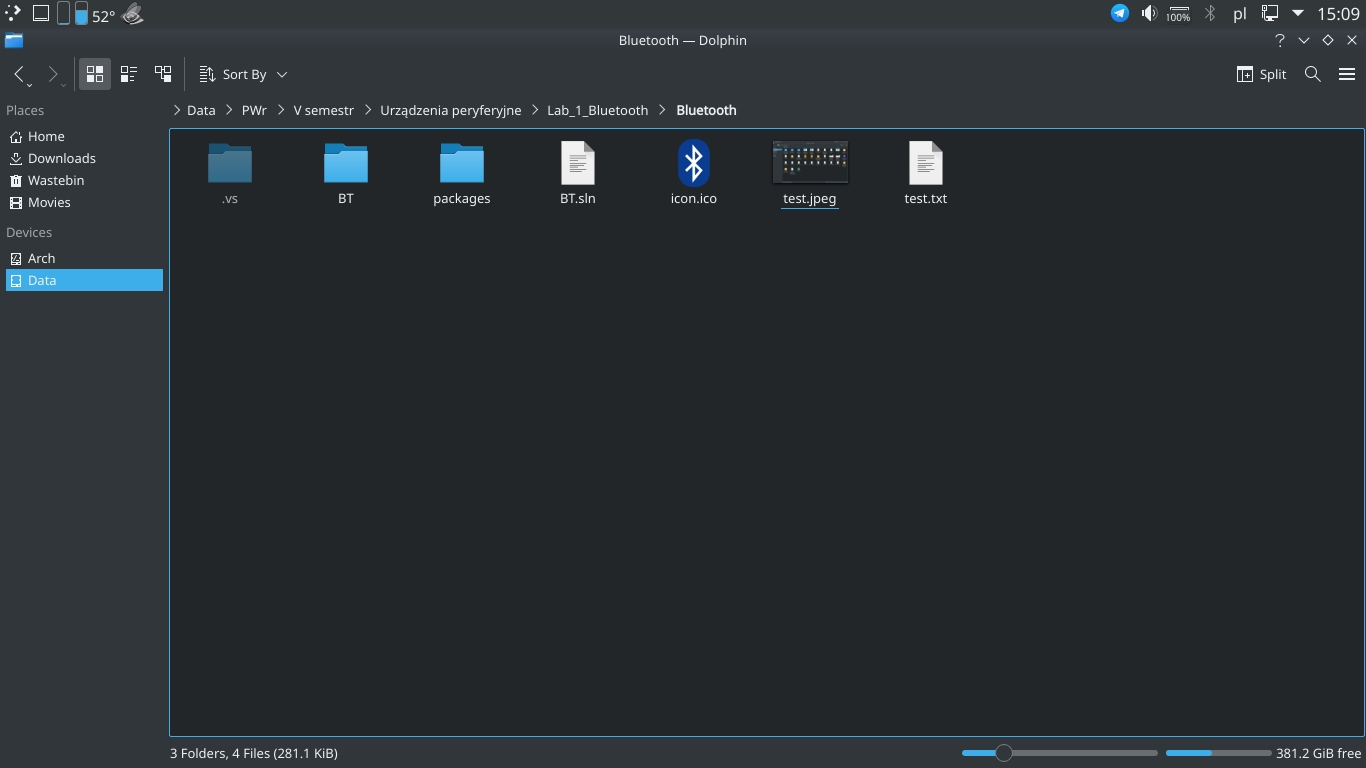 52°
100%
pl
15:09
Bluetooth — Dolphin
Sort By
Split
Places
Data
PWr
V semestr
Urządzenia peryferyjne
Lab_1_Bluetooth
Bluetooth
Home
Downloads
Wastebin
Movies
Devices
Arch
Data
.vs
BT
packages
BT.sln
icon.ico
test.jpeg
test.txt
3 Folders, 4 Files (281.1 KiB)
381.2 GiB free